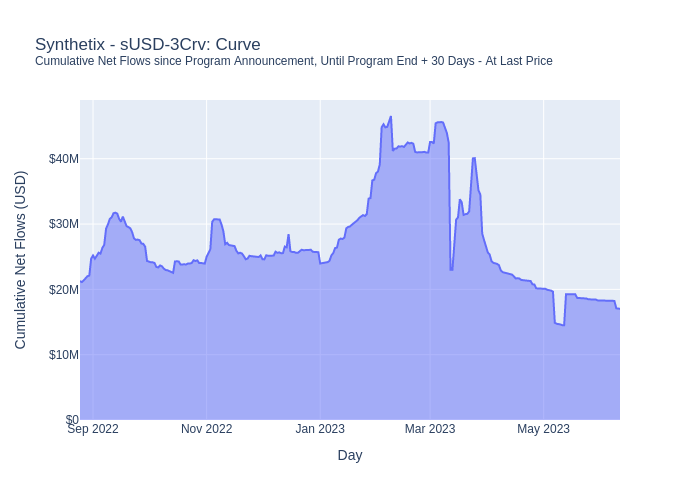 Synthetix - sUSD-3Crv: Curve
Cumulative Net Flows since Program Announcement, Until Program End + 30 Days - At Last Price
Cumulative Net Flows (USD)
$40M
$30M
$20M
$10M
$0
Sep 2022
Nov 2022
Jan 2023
Mar 2023
May 2023
Day